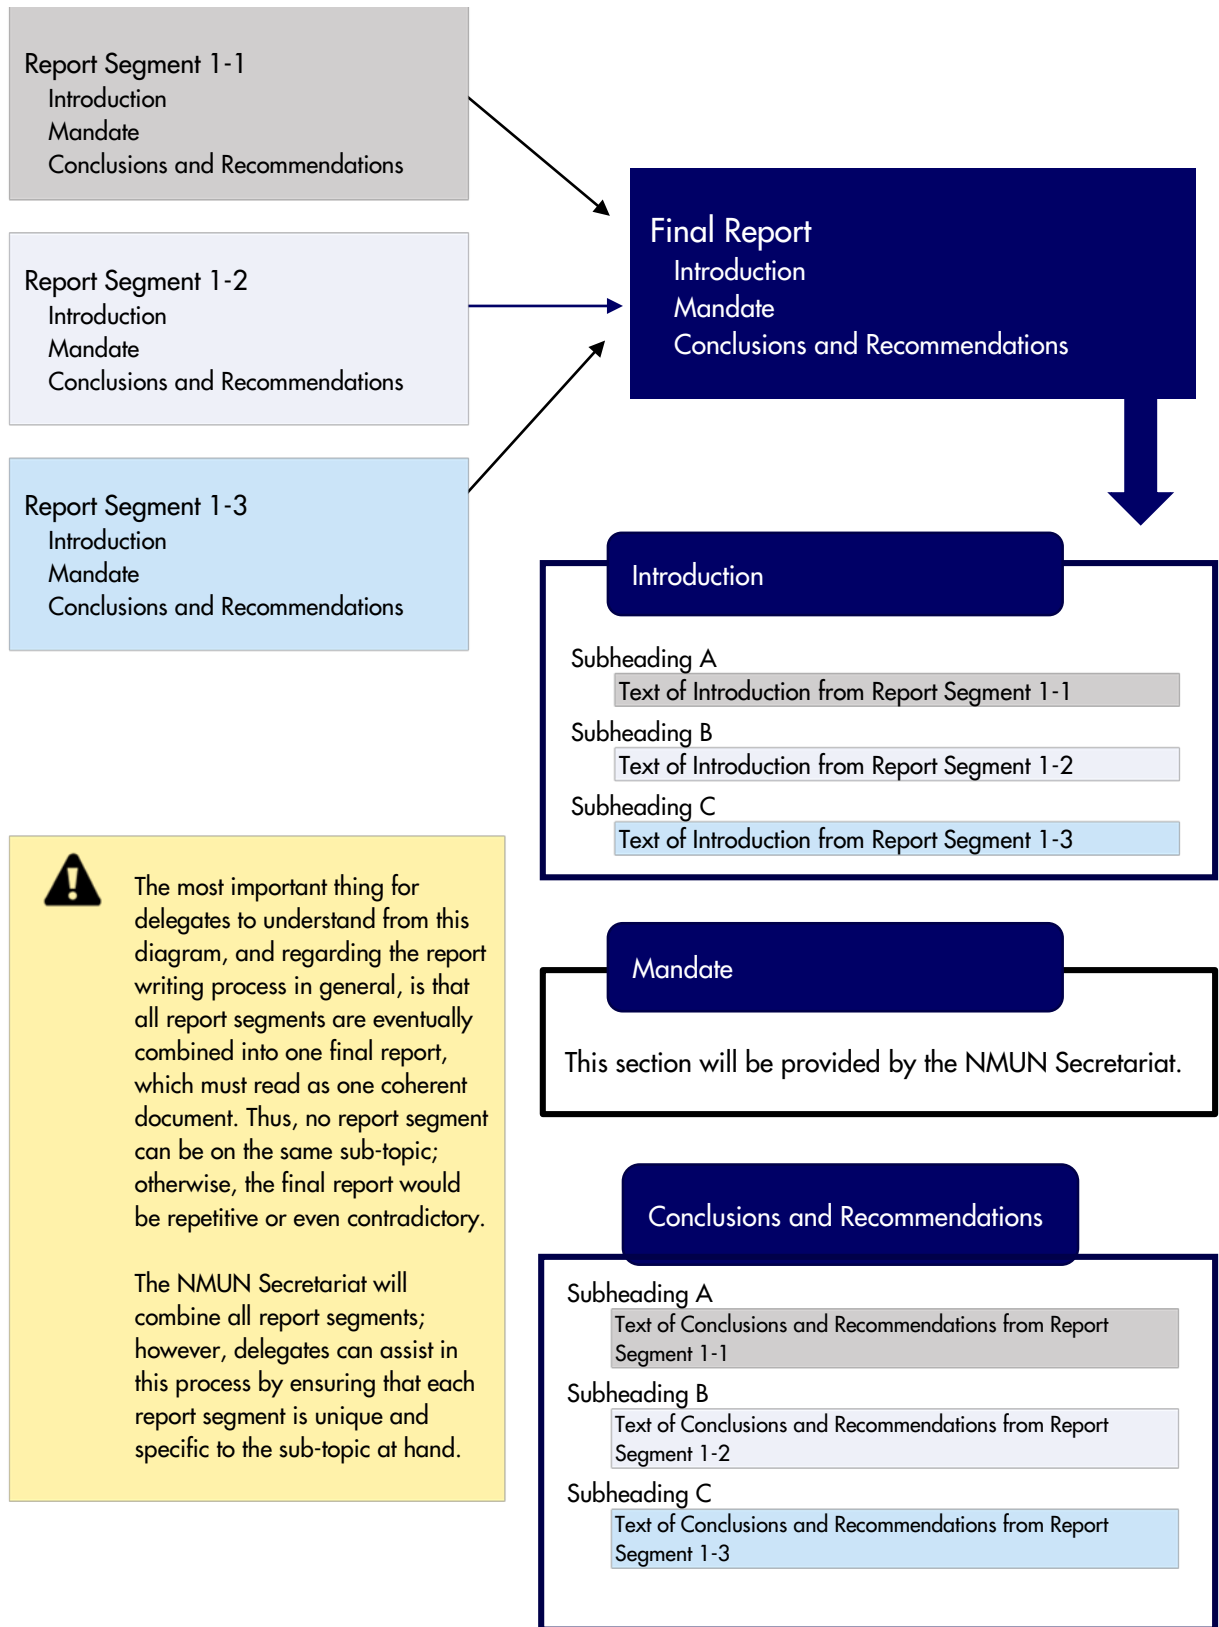 Report Segment 1-1
Introduction
Mandate
Conclusions and Recommendations
Report Segment 1-2
Introduction
Mandate
Conclusions and Recommendations
Report Segment 1-3
Introduction
Mandate
Conclusions and Recommendations
Final Report
Introduction
Mandate
Conclusions and Recommendations
Introduction
Subheading A
Text of Introduction from Report Segment 1-1
Subheading B
Text of Introduction from Report Segment 1-2
Subheading C
Text of Introduction from Report Segment 1-3
The most important thing for
delegates to understand from this
diagram, and regarding the report
writing process in general, is that
all report segments are eventually
combined into one final report,
which must read as one coherent
document. Thus, no report segment
can be on the same sub-topic;
otherwise, the final report would
be repetitive or even contradictory.
The NMUN Secretariat will
combine all report segments;
however, delegates can assist in
this process by ensuring that each
report segment is unique and
specific to the sub-topic at hand.
Mandate
This section will be provided by the NMUN Secretariat.
Conclusions and Recommendations
Subheading A
Text of Conclusions and Recommendations from Report
Segment 1-1
Subheading B
Text of Conclusions and Recommendations from Report
Segment 1-2
Subheading C
Text of Conclusions and Recommendations from Report
Segment 1-3